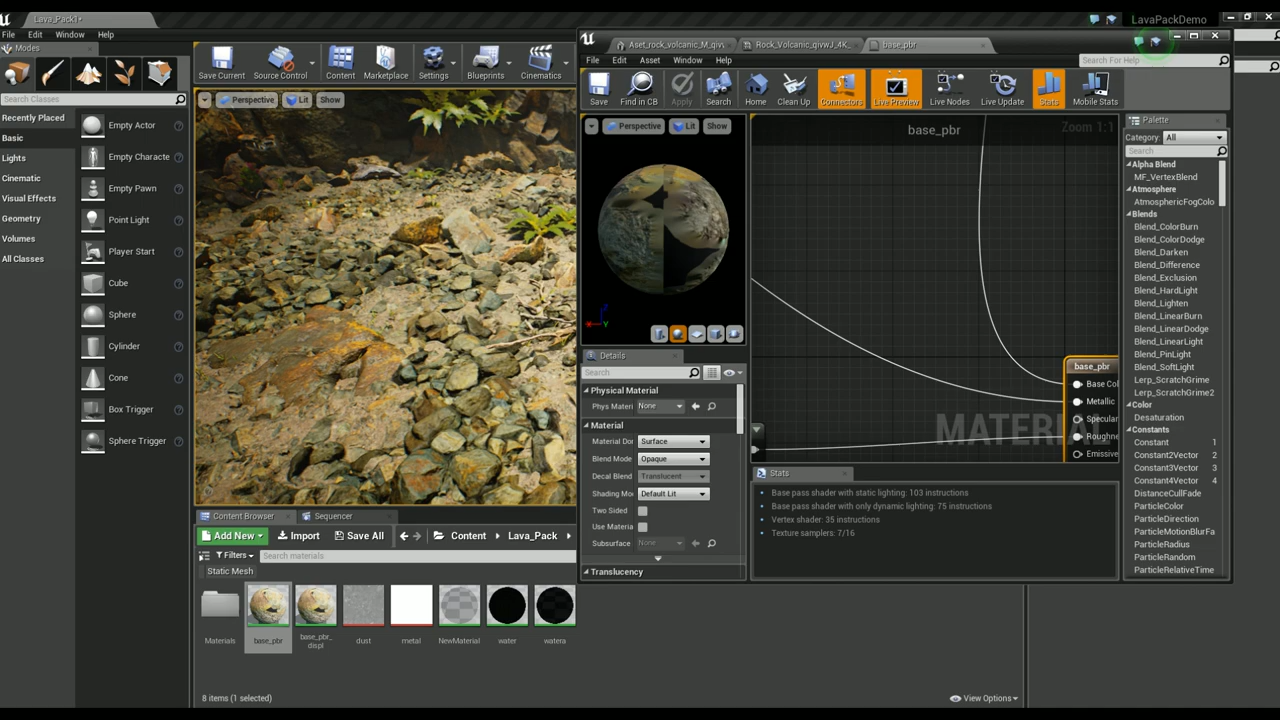 Lava_Pack1*
LavaPackDemo
File Edit Window Help
Modes
Search Classes
Recently Placed
Basic
Lights
Cinematic
Visual Effects
Geometry
Volumes
All Classes
Empty Actor
Empty Characte
Empty Pawn
Point Light
Player Start
Cube
Sphere
Cylinder
Cone
Box Trigger
Sphere Trigger
Save Current
Source Control
Content
Marketplace
Settings
Blueprints
Cinematics
Perspective Lit Show
Content Browser Sequencer
Add New Import Save All Content Lava_Pack
Filters Search materials
Static Mesh
Materials
base_pbr
base_pbr_
displ
dust
metal
NewMaterial
water
watera
8 items (1 selected)
View Options
Aset_rock_volcanic_M_qivv
Rock_Volcanic_qivwJ_4K...
base_pbr
File Edit Asset Window Help
Search For Help
Save
Find in CB
Apply
Search
Home
Clean Up
Connectors
Live Preview
Live Nodes
Live Update
Stats
Mobile Stats
Perspective Lit Show
Z
Y
Details
Search
Physical Material
Phys Materi None
Material
Material Dor Surface
Blend Mode Opaque
Decal Blend Translucent
Shading Mo Default Lit
Two Sided
Use Materia
Subsurface None
Translucency
base_pbr
Zoom 1:1
base_pbr
Base Col
Metallic
Specular
Roughne
Emissive
MATERIA
Stats
Base pass shader with static lighting: 103 instructions
Base pass shader with only dynamic lighting: 75 instructions
Vertex shader: 35 instructions
Texture samplers: 7/16
Palette
Category: All
Search
Alpha Blend
MF_VertexBlend
Atmosphere
AtmosphericFogColo
Blends
Blend_ColorBurn
Blend_ColorDodge
Blend_Darken
Blend_Difference
Blend_Exclusion
Blend_HardLight
Blend_Lighten
Blend_LinearBurn
Blend_LinearDodge
Blend_LinearLight
Blend_PinLight
Blend_SoftLight
Lerp_ScratchGrime
Lerp_ScratchGrime2
Color
Desaturation
Constants
Constant 1
Constant2Vector 2
Constant3Vector 3
Constant4Vector 4
DistanceCullFade
ParticleColor
ParticleDirection
ParticleMotionBlurFa
ParticleRadius
ParticleRandom
ParticleRelativeTime